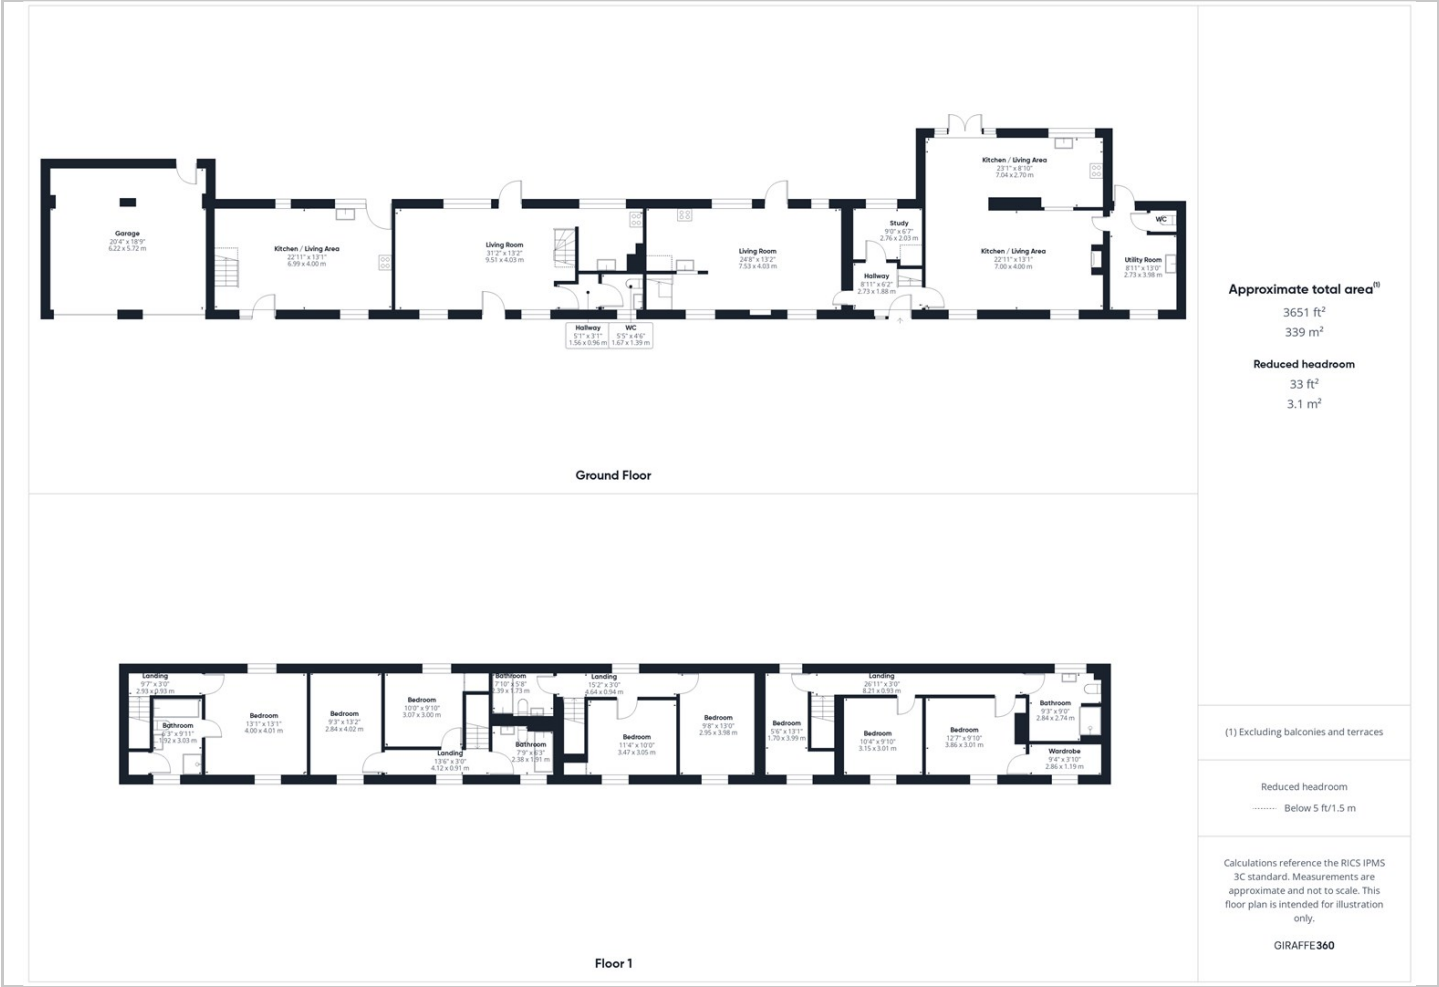 Kitchen / Living Area
23'1" x 8'10"
7.04 x 2.70 m
Garage
20'4" x 18'9"
6.22 x 5.72 m
Kitchen / Living Area
22'11" x 13'1"
6.99 x 4.00 m
Living Room
31'2" x 13'2"
9.51 x 4.03 m
Living Room
24'8" x 13'2"
7.53 x 4.03 m
Study
9'0" x 6'7"
2.76 x 2.03 m
Hallway
8'11" x 6'2"
2.73 x 1.88 m
Kitchen / Living Area
22'11" x 13'1"
7.00 x 4.00 m
WC
Utility Room
8'11" x 13'0"
2.73 x 3.98 m
Hallway
5'1" x 3'1"
1.56 x 0.96 m
WC
5'5" x 4'6"
1.67 x 1.39 m
Ground Floor
Landing
9'7" x 3'0"
2.93 x 0.93 m
Bathroom
6'3" x 9'11"
1.92 x 3.03 m
Bedroom
13'1" x 13'1"
4.00 x 4.01 m
Bedroom
9'3" x 13'2"
2.84 x 4.02 m
Bedroom
10'0" x 9'10"
3.07 x 3.00 m
Landing
13'6" x 3'0"
4.12 x 0.91 m
Bathroom
7'10" x 5'8"
2.39 x 1.73 m
Bathroom
7'9" x 6'3"
2.38 x 1.91 m
Landing
15'2" x 3'0"
4.64 x 0.94 m
Bedroom
11'4" x 10'0"
3.47 x 3.05 m
Bedroom
9'8" x 13'0"
2.95 x 3.98 m
Bedroom
5'6" x 13'1"
1.70 x 3.99 m
Landing
26'11" x 3'0"
8.21 x 0.93 m
Bedroom
10'4" x 9'10"
3.15 x 3.01 m
Bedroom
12'7" x 9'10"
3.86 x 3.01 m
Bathroom
9'3" x 9'0"
2.84 x 2.74 m
Wardrobe
9'4" x 3'10"
2.86 x 1.19 m
Floor 1
Approximate total area⁽¹⁾
3651 ft²
339 m²
Reduced headroom
33 ft²
3.1 m²
(1) Excluding balconies and terraces
Reduced headroom
Below 5 ft/1.5 m
Calculations reference the RICS IPMS
3C standard. Measurements are
approximate and not to scale. This
floor plan is intended for illustration
only.
GIRAFFE360